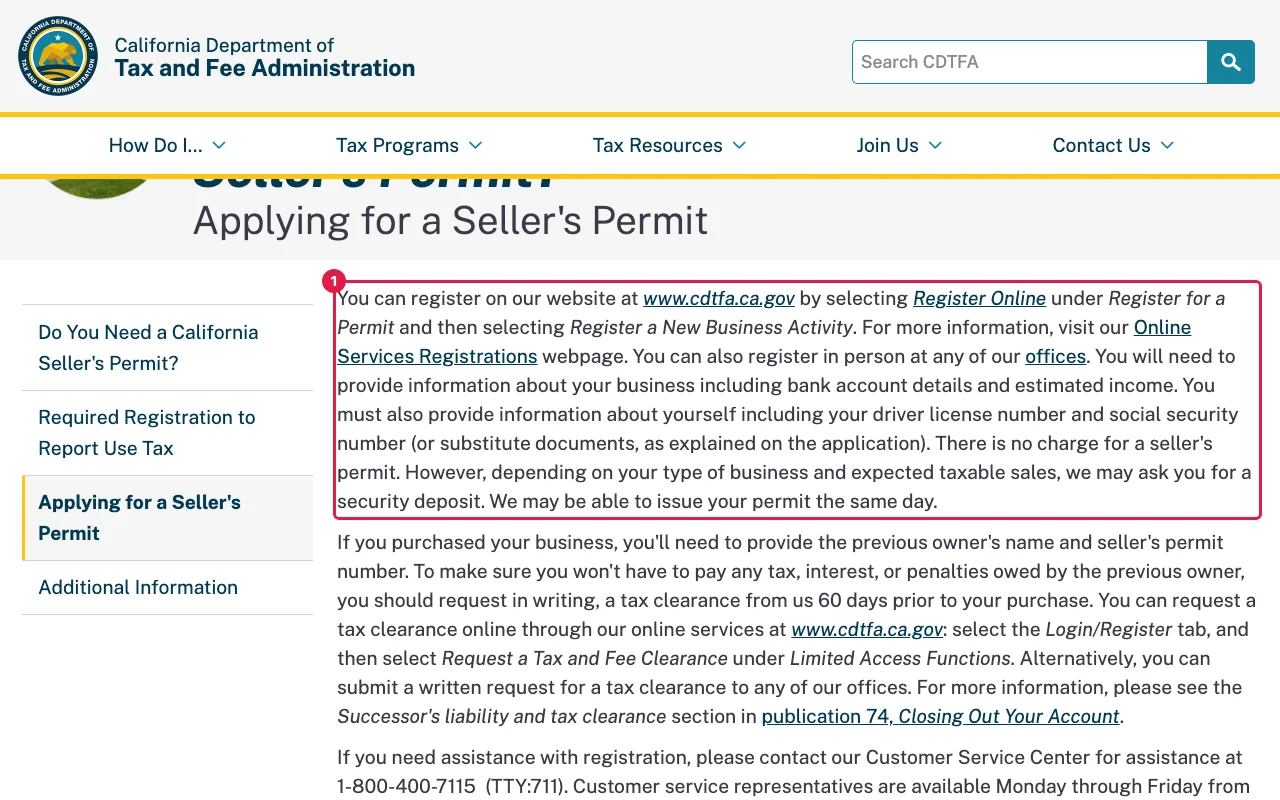 CALIFORNIA DEPARTMENT OF TAX AND FEE ADMINISTRATION
California Department of
Tax and Fee Administration
Search CDTFA
How Do I...
Tax Programs
Tax Resources
Join Us
Contact Us
Seller's Permit?
Applying for a Seller's Permit
Do You Need a California
Seller's Permit?
Required Registration to
Report Use Tax
Applying for a Seller's
Permit
Additional Information
1
You can register on our website at www.cdtfa.ca.gov by selecting Register Online under Register for a
Permit and then selecting Register a New Business Activity. For more information, visit our Online
Services Registrations webpage. You can also register in person at any of our offices. You will need to
provide information about your business including bank account details and estimated income. You
must also provide information about yourself including your driver license number and social security
number (or substitute documents, as explained on the application). There is no charge for a seller's
permit. However, depending on your type of business and expected taxable sales, we may ask you for a
security deposit. We may be able to issue your permit the same day.
If you purchased your business, you'll need to provide the previous owner's name and seller's permit
number. To make sure you won't have to pay any tax, interest, or penalties owed by the previous owner,
you should request in writing, a tax clearance from us 60 days prior to your purchase. You can request a
tax clearance online through our online services at www.cdtfa.ca.gov: select the Login/Register tab, and
then select Request a Tax and Fee Clearance under Limited Access Functions. Alternatively, you can
submit a written request for a tax clearance to any of our offices. For more information, please see the
Successor's liability and tax clearance section in publication 74, Closing Out Your Account.
If you need assistance with registration, please contact our Customer Service Center for assistance at
1-800-400-7115 (TTY:711). Customer service representatives are available Monday through Friday from